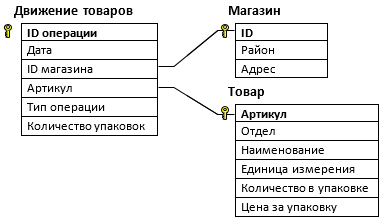 Движение товаров
ID операции
Дата
ID магазина
Артикул
Тип операции
Количество упаковок
Магазин
ID
Район
Адрес
Товар
Артикул
Отдел
Наименование
Единица измерения
Количество в упаковке
Цена за упаковку